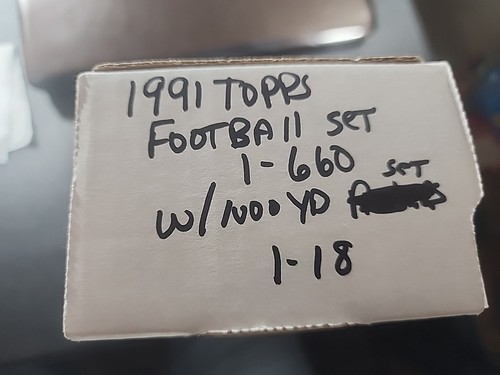 1991 TOPPS
FOOTBALL SET
1-660
W/1000 YD SET
1-18